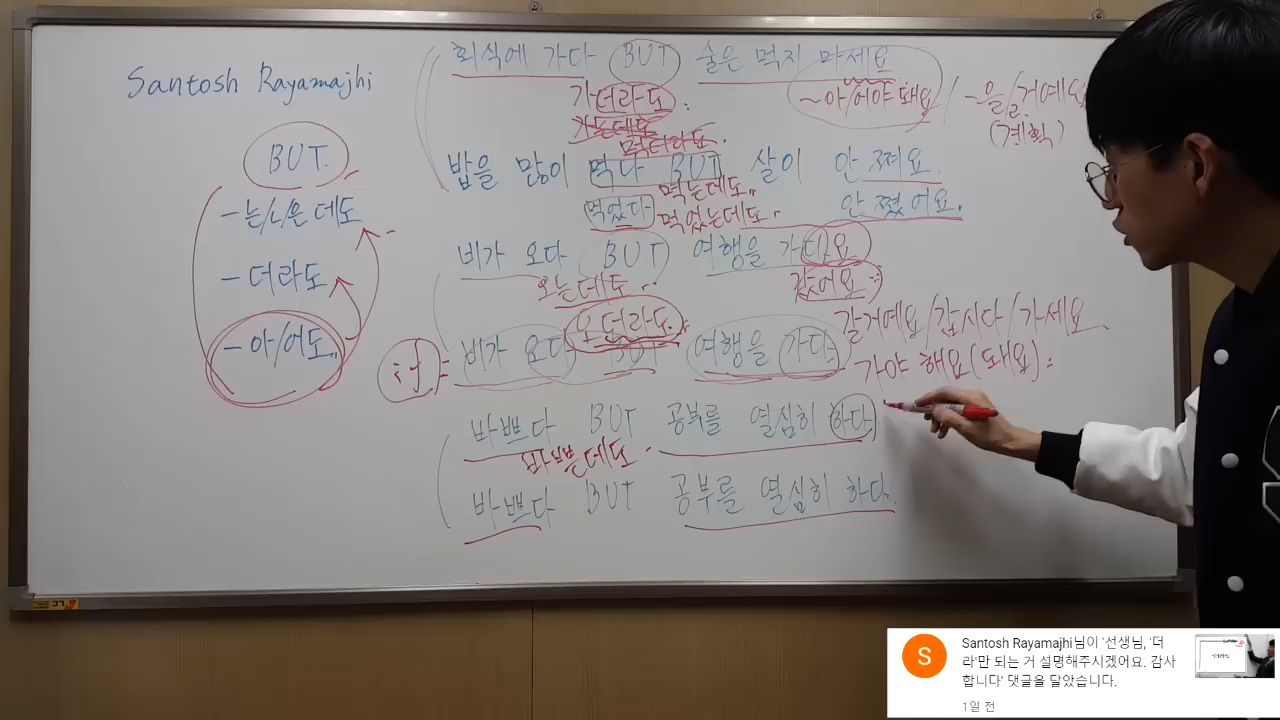 Santosh Rayamajhi
BUT.
-는/ㄴ/은 데도
-더라도
-아/어도
회식에 가다 BUT 술은 먹지 마세요
가더라도
~아/어야 돼요 / ~을/ㄹ 거예요
가는데도
(계획)
먹더라도.
밥을 많이 먹다 BUT 살이 안 쪄요.
먹는데도
(먹었다) 먹었는데도. 안 쪘어요.
비가 오다 BUT 여행을 가다요
오는데도 갔어요
오더라도. 갈거예요/갑시다/가세요
if 비가 오다 BUT 여행을 가다
가야 해요(돼요)
바쁘다 BUT 공부를 열심히 하다
바쁜데도
바쁘다 BUT 공부를 열심히 하다.
S
Santosh Rayamajhi님이 '선생님, '더
라'만 되는 거 설명해주시겠어요. 감사
합니다' 댓글을 달았습니다.
1일 전